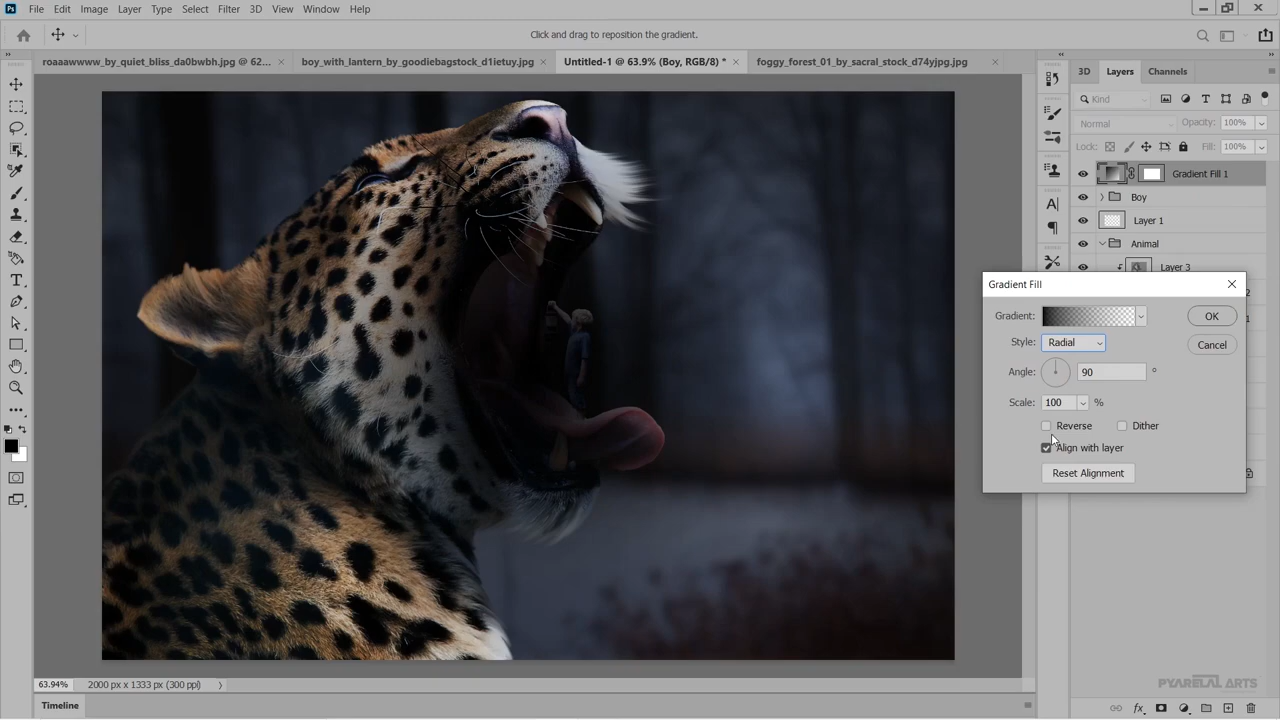 Ps File Edit Image Layer Type Select Filter 3D View Window Help
Click and drag to reposition the gradient.
roaaawwww_by_quiet_bliss_da0bwbh.jpg @ 62... × boy_with_lantern_by_goodiebagstock_d1ietuy.jpg × Untitled-1 @ 63.9% (Boy, RGB/8) * × foggy_forest_01_by_sacral_stock_d74yjpg.jpg ×
3D Layers Channels
Kind
Normal Opacity: 100%
Lock: Fill: 100%
Gradient Fill 1
Boy
Layer 1
Animal
Layer 3
Gradient Fill
Gradient: OK
Style: Radial Cancel
Angle: 90 °
Scale: 100 %
Reverse Dither
Align with layer
Reset Alignment
63.94% 2000 px x 1333 px (300 ppi)
PYARELAL ARTS
Timeline
fx